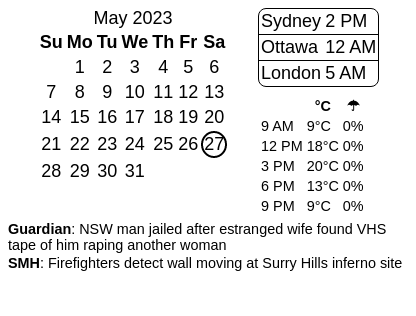 May 2023
Su Mo Tu We Th Fr Sa
1 2 3 4 5 6
7 8 9 10 11 12 13
14 15 16 17 18 19 20
21 22 23 24 25 26 27
28 29 30 31
Sydney 2 PM
Ottawa 12 AM
London 5 AM
°C ☂
9 AM 9°C 0%
12 PM 18°C 0%
3 PM 20°C 0%
6 PM 13°C 0%
9 PM 9°C 0%
Guardian: NSW man jailed after estranged wife found VHS
tape of him raping another woman
SMH: Firefighters detect wall moving at Surry Hills inferno site